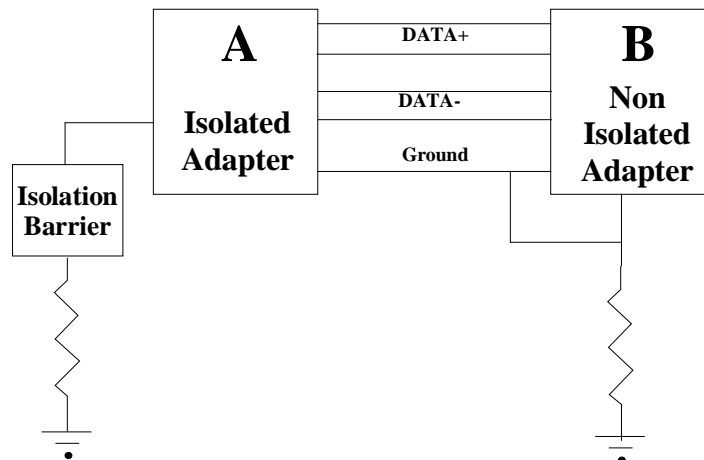 A
Isolated
Adapter
DATA+
DATA-
Ground
B
Non
Isolated
Adapter
Isolation
Barrier